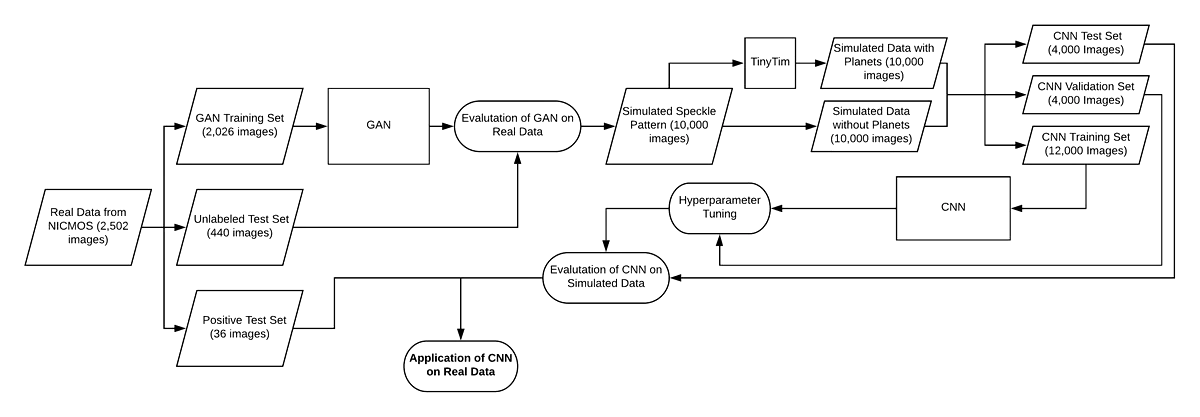 Real Data from
NICMOS (2,502
images)
GAN Training Set
(2,026 images)
Unlabeled Test Set
(440 images)
Positive Test Set
(36 images)
GAN
Evalutation of GAN on
Real Data
Simulated Speckle
Pattern (10,000
images)
TinyTim
Simulated Data with
Planets (10,000
images)
Simulated Data
without Planets
(10,000 images)
CNN Test Set
(4,000 Images)
CNN Validation Set
(4,000 Images)
CNN Training Set
(12,000 Images)
CNN
Hyperparameter
Tuning
Evalutation of CNN on
Simulated Data
Application of CNN
on Real Data